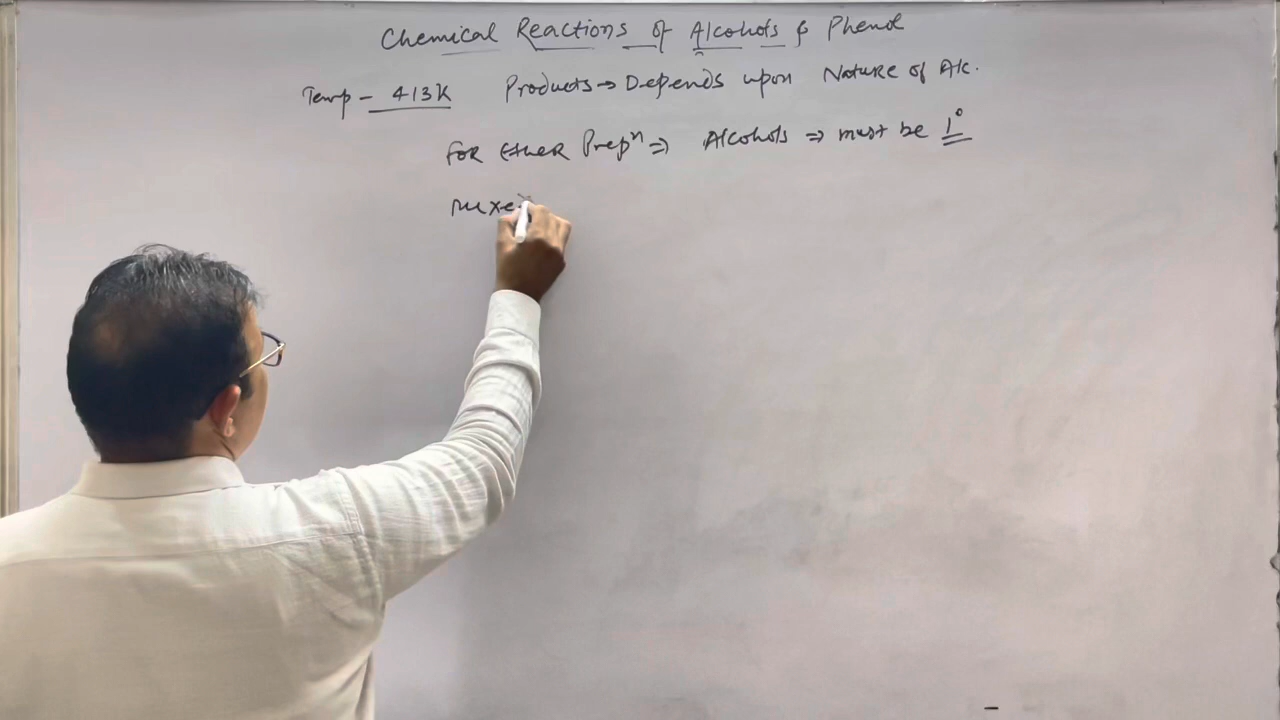 Chemical Reactions of Alcohols & Phenol
Temp - 413K Products → Depends upon Nature of Alc.
For Ether Prepⁿ ⇒ Alcohols ⇒ must be 1°